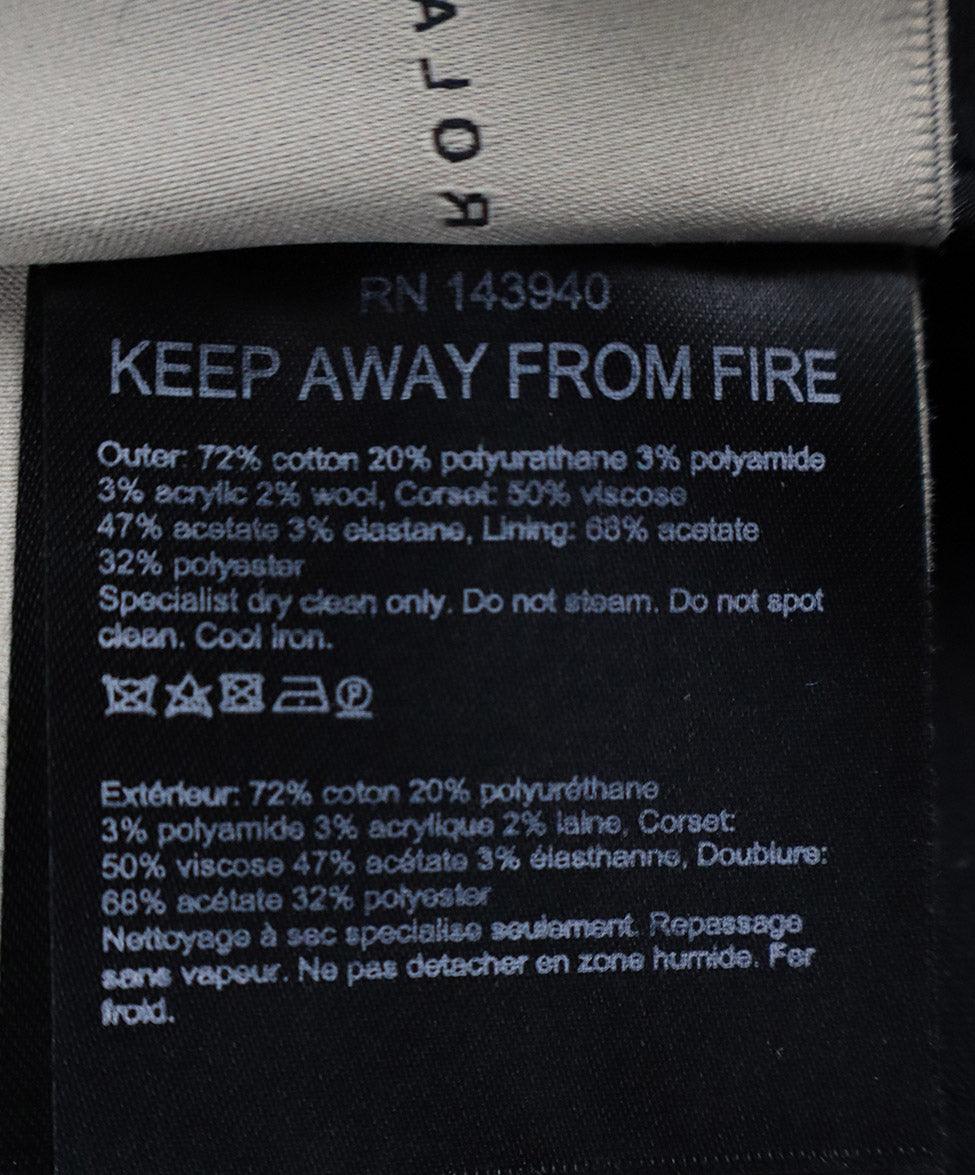 ALOR
RN 143940
KEEP AWAY FROM FIRE
Outer: 72% cotton 20% polyurathane 3% polyamide
3% acrylic 2% wool, Corset: 50% viscose
47% acetate 3% elastane, Lining: 68% acetate
32% polyester
Specialist dry clean only. Do not steam. Do not spot
clean. Cool iron.
P
Extérieur: 72% coton 20% polyuréthane
3% polyamide 3% acrylique 2% laine, Corset:
50% viscose 47% acétate 3% élasthanne, Doublure:
68% acétate 32% polyester
Nettoyage à sec specialise seulement. Repassage
sans vapeur. Ne pas detacher en zone humide. Fer
froid.